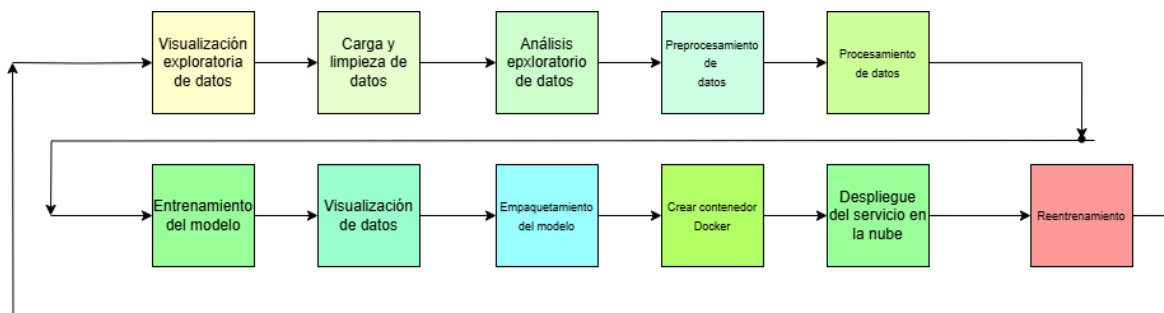 Visualización
exploratoria
de datos
Carga y
limpieza de
datos
Análisis
epxloratorio
de datos
Preprocesamiento
de
datos
Procesamiento
de datos
Entrenamiento
del modelo
Visualización
de datos
Empaquetamiento
del modelo
Crear contenedor
Docker
Despliegue
del servicio en
la nube
Reentrenamiento